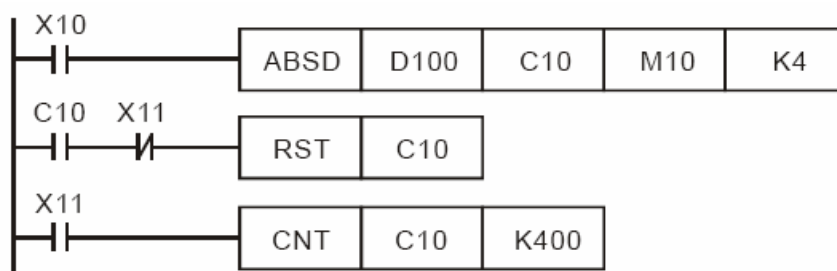 X10
ABSD D100 C10 M10 K4
C10 X11
RST C10
X11
CNT C10 K400